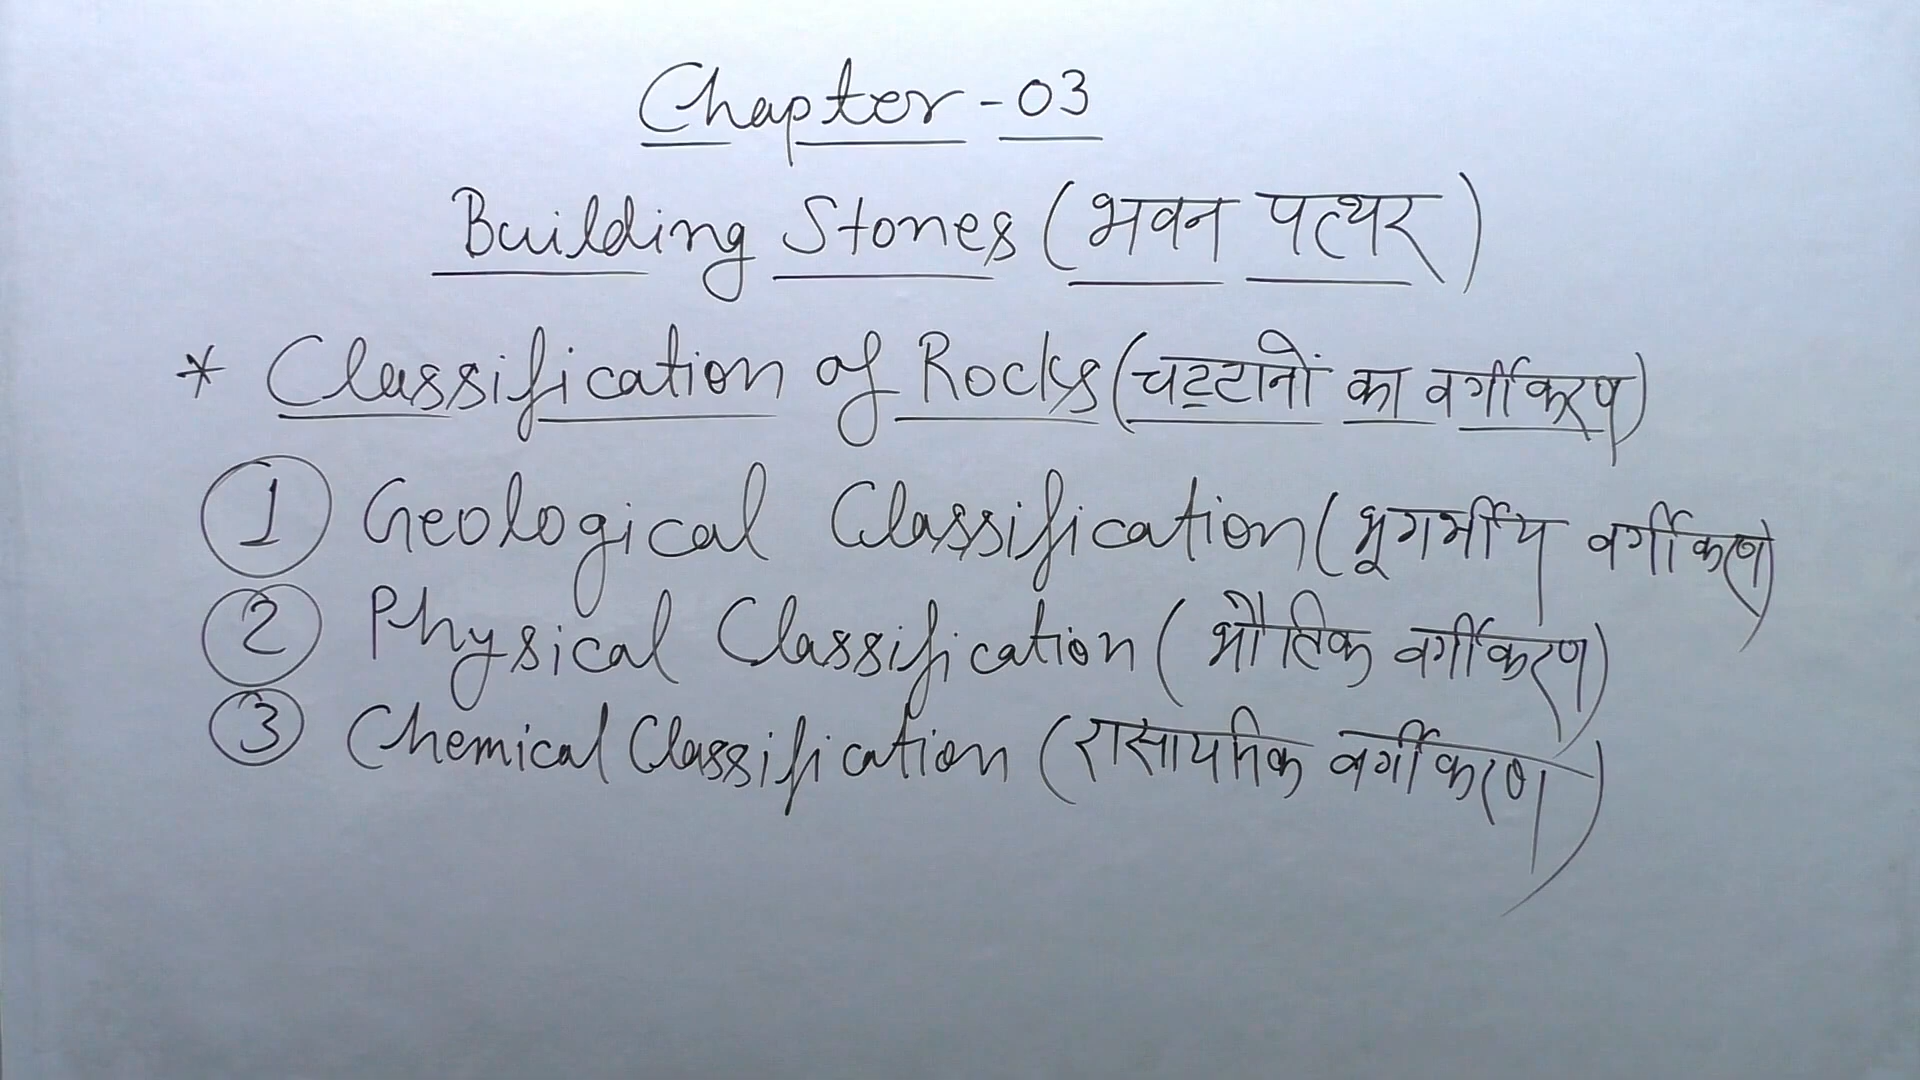 Chapter - 03
Building Stones (भवन पत्थर)
* Classification of Rocks (चट्टानों का वर्गीकरण)
1 Geological Classification (भूगर्भीय वर्गीकरण)
2 Physical Classification (भौतिक वर्गीकरण)
3 Chemical Classification (रासायनिक वर्गीकरण)